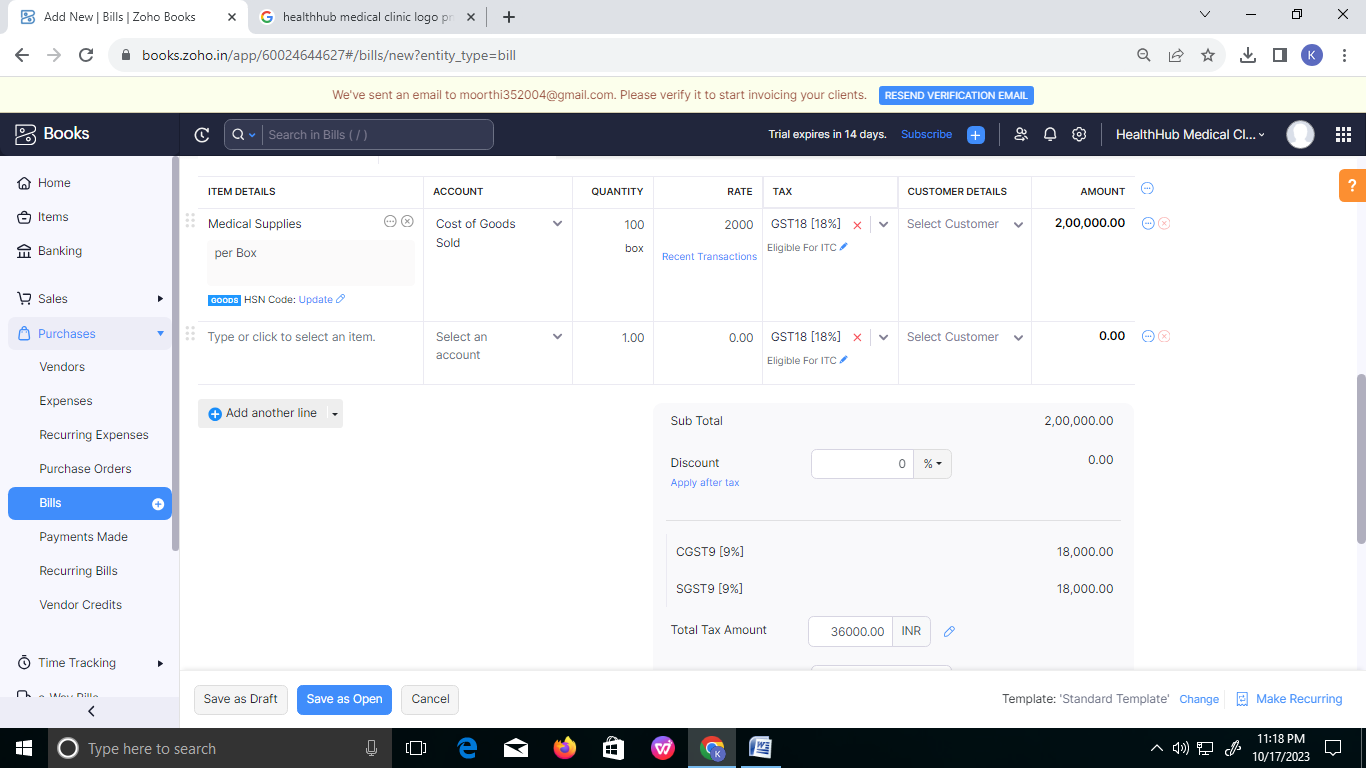 Add New | Bills | Zoho Books
healthhub medical clinic logo pn
books.zoho.in/app/60024644627#/bills/new?entity_type=bill
K
We've sent an email to moorthi352004@gmail.com. Please verify it to start invoicing your clients.
RESEND VERIFICATION EMAIL
Books
Search in Bills ( / )
Trial expires in 14 days.
Subscribe
HealthHub Medical Cl...
?
Home
Items
Banking
Sales
Purchases
Vendors
Expenses
Recurring Expenses
Purchase Orders
Bills
Payments Made
Recurring Bills
Vendor Credits
Time Tracking
e-Way Bills
ITEM DETAILS ACCOUNT QUANTITY RATE TAX CUSTOMER DETAILS AMOUNT
Medical Supplies Cost of Goods Sold 100 2000 GST18 [18%] Select Customer 2,00,000.00
per Box box Recent Transactions Eligible For ITC
GOODS HSN Code: Update
Type or click to select an item. Select an account 1.00 0.00 GST18 [18%] Select Customer 0.00
Eligible For ITC
Add another line
Sub Total 2,00,000.00
Discount 0 % 0.00
Apply after tax
CGST9 [9%] 18,000.00
SGST9 [9%] 18,000.00
Total Tax Amount 36000.00 INR
Save as Draft Save as Open Cancel
Template: 'Standard Template' Change Make Recurring
Type here to search
11:18 PM
10/17/2023